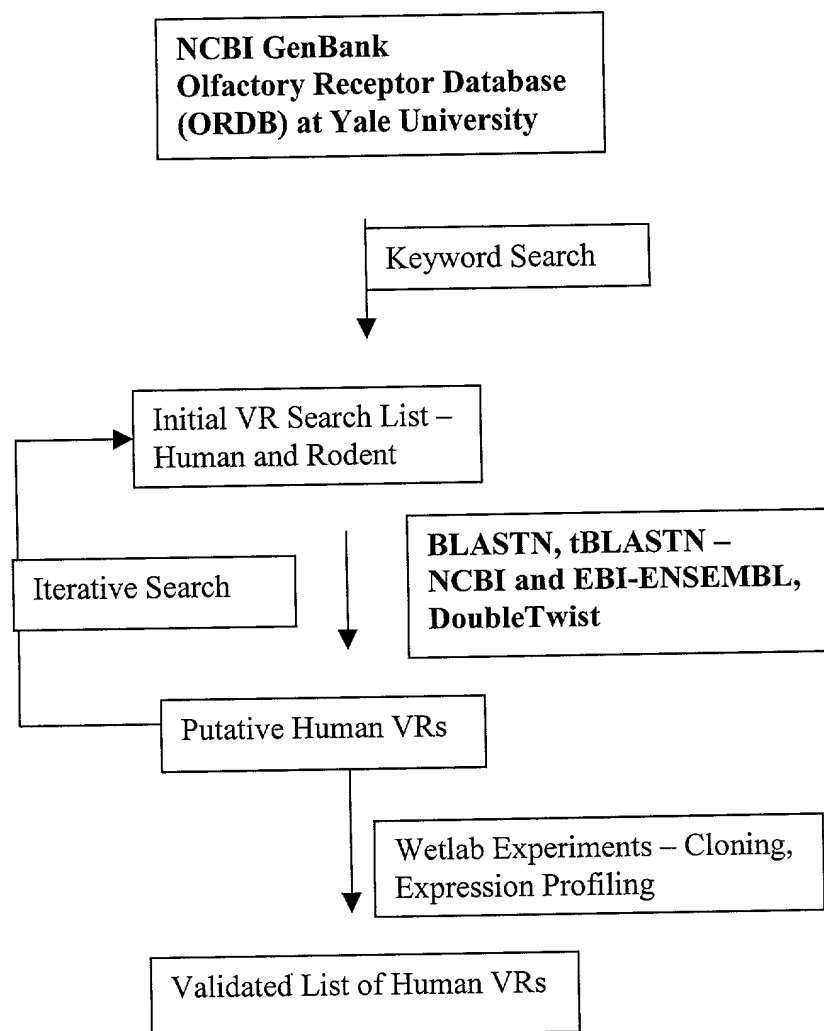 NCBI GenBank
Olfactory Receptor Database
(ORDB) at Yale University
Keyword Search
Initial VR Search List –
Human and Rodent
BLASTN, tBLASTN –
NCBI and EBI-ENSEMBL,
DoubleTwist
Iterative Search
Putative Human VRs
Wetlab Experiments – Cloning,
Expression Profiling
Validated List of Human VRs